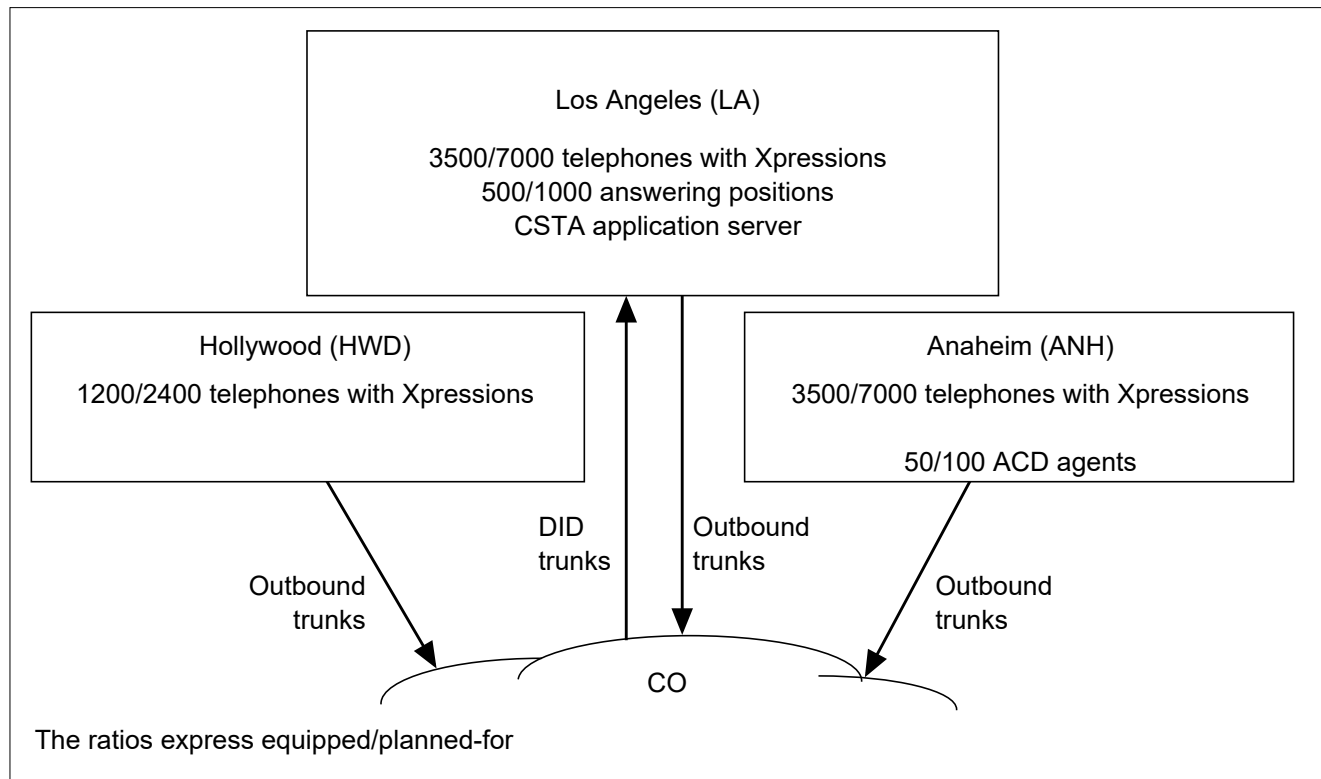 Los Angeles (LA)
3500/7000 telephones with Xpressions
500/1000 answering positions
CSTA application server
Hollywood (HWD)
1200/2400 telephones with Xpressions
Anaheim (ANH)
3500/7000 telephones with Xpressions
50/100 ACD agents
DID
trunks
Outbound
trunks
Outbound
trunks
Outbound
trunks
CO
The ratios express equipped/planned-for